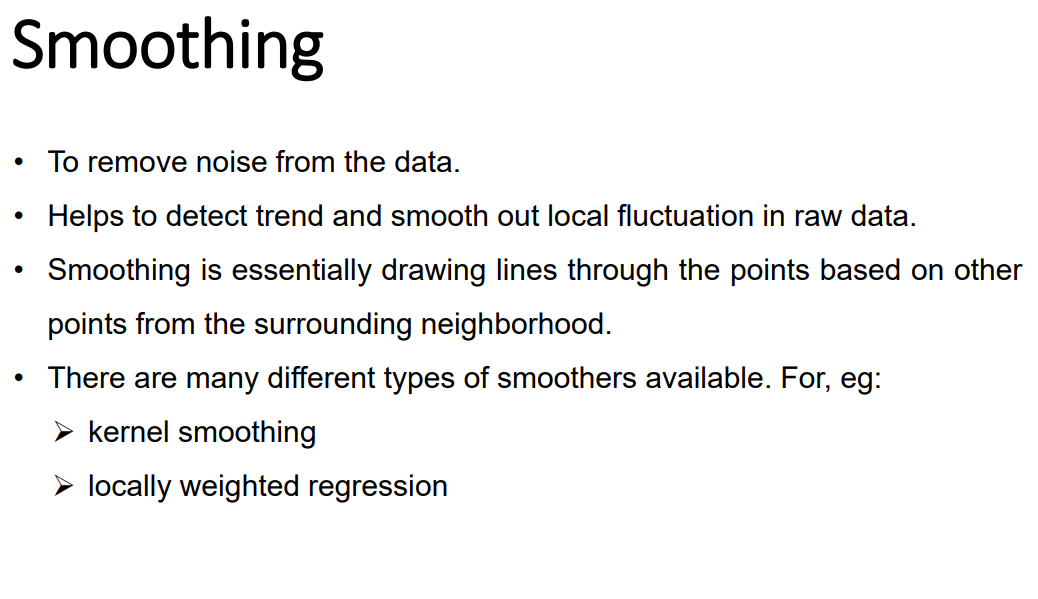 Smoothing
• To remove noise from the data.
• Helps to detect trend and smooth out local fluctuation in raw data.
• Smoothing is essentially drawing lines through the points based on other
points from the surrounding neighborhood.
• There are many different types of smoothers available. For, eg:
➢ kernel smoothing
➢ locally weighted regression